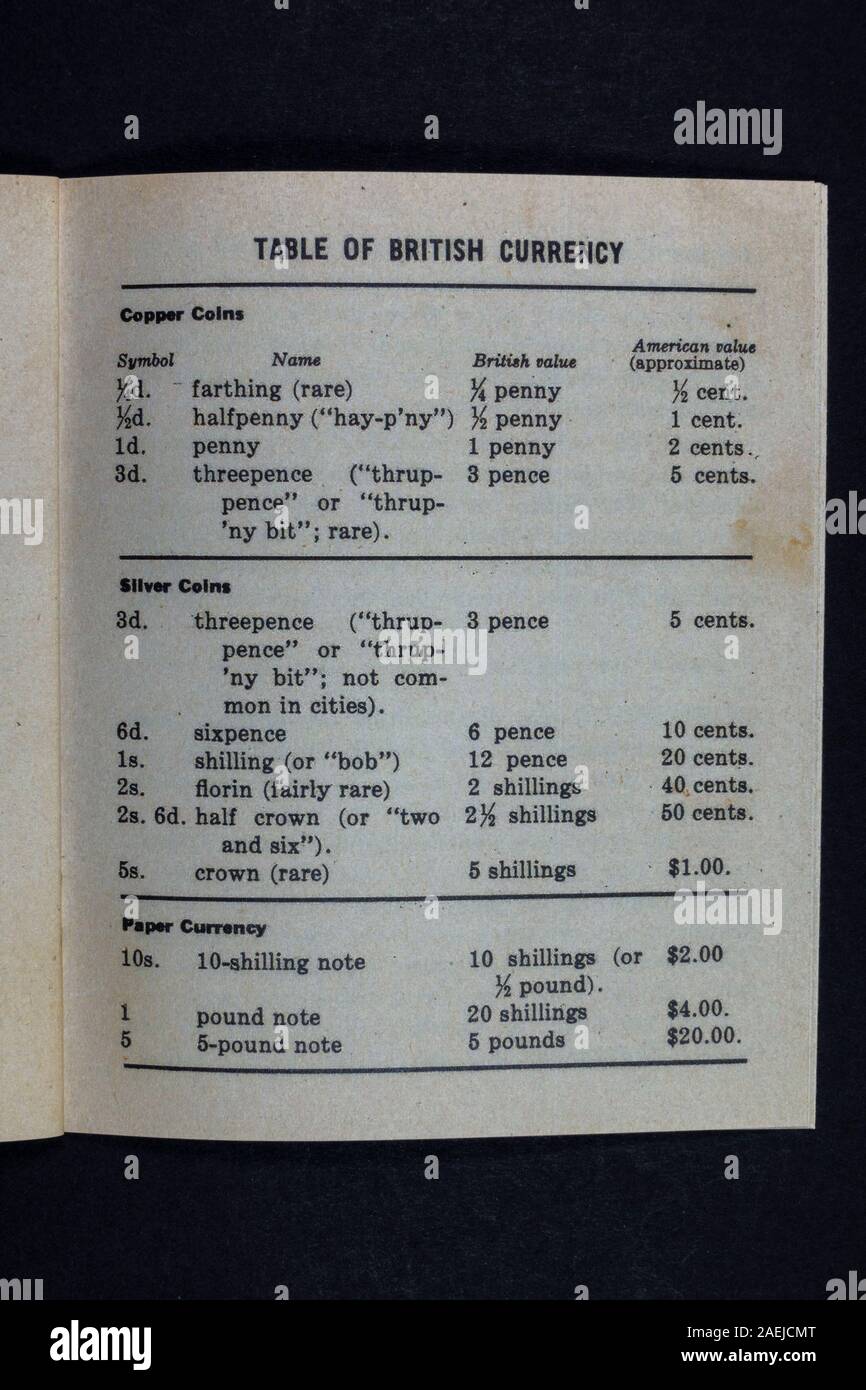 TABLE OF BRITISH CURRENCY
Copper Coins
Symbol Name British value American value (approximate)
d. farthing (rare) ¼ penny ½ cent.
½d. halfpenny (“hay-p’ny”) ½ penny 1 cent.
1d. penny 1 penny 2 cents.
3d. threepence (“thrup- 3 pence 5 cents.
pence” or “thrup-
’ny bit”; rare).
Silver Coins
3d. threepence (“thrup- 3 pence 5 cents.
pence” or “thrup-
’ny bit”; not com-
mon in cities).
6d. sixpence 6 pence 10 cents.
1s. shilling (or “bob”) 12 pence 20 cents.
2s. florin (fairly rare) 2 shillings 40 cents.
2s. 6d. half crown (or “two 2½ shillings 50 cents.
and six”).
5s. crown (rare) 5 shillings $1.00.
Paper Currency
10s. 10-shilling note 10 shillings (or $2.00
½ pound).
1 pound note 20 shillings $4.00.
5 5-pound note 5 pounds $20.00.
a a alamy
alamy
a a a
alamy
Image ID: 2AEJCMT
www.alamy.com